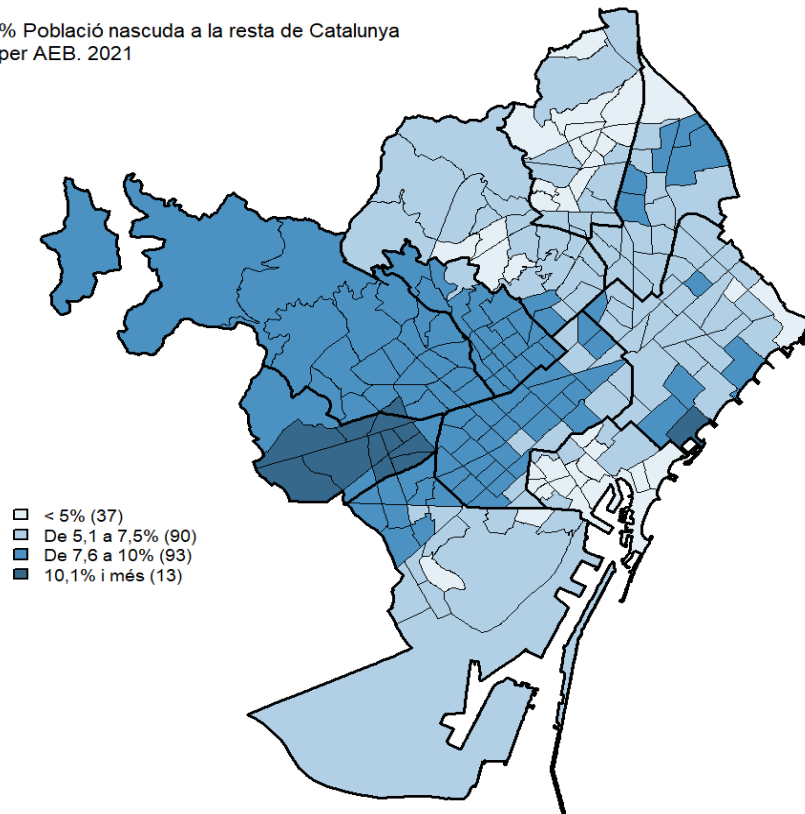 % Població nascuda a la resta de Catalunya
per AEB. 2021
< 5% (37)
De 5,1 a 7,5% (90)
De 7,6 a 10% (93)
10,1% i més (13)